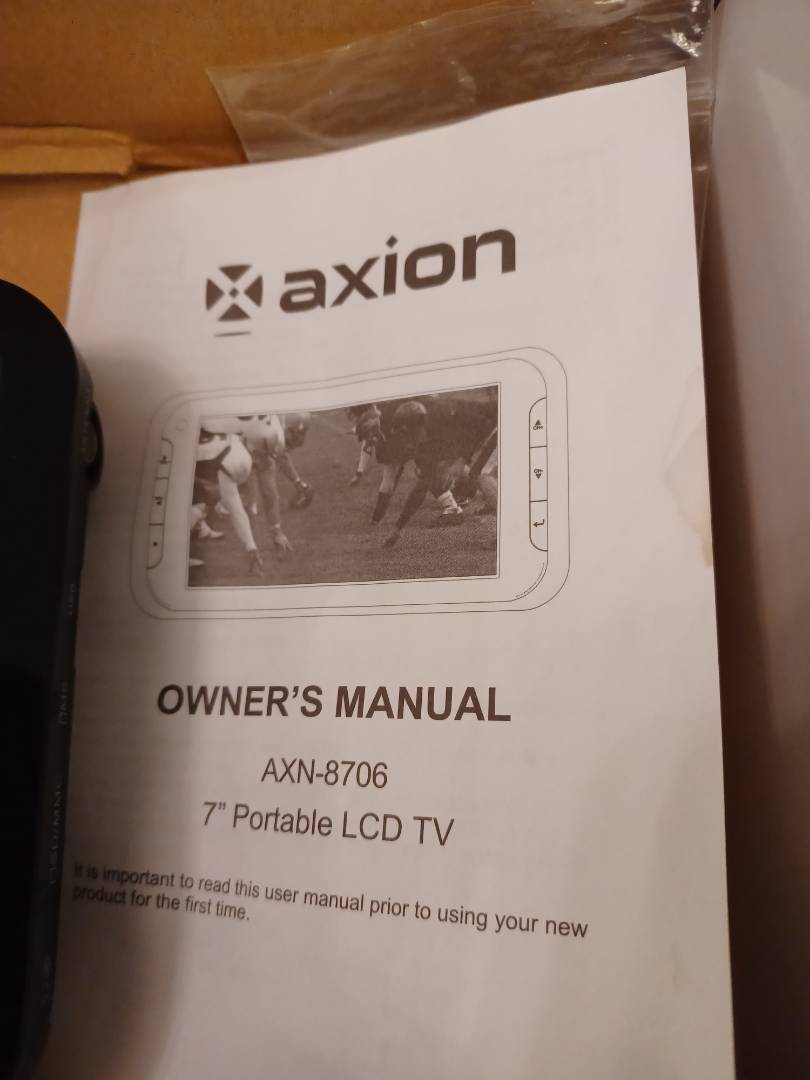 axion
OWNER'S MANUAL
AXN-8706
7" Portable LCD TV
It is important to read this user manual prior to using your new
product for the first time.